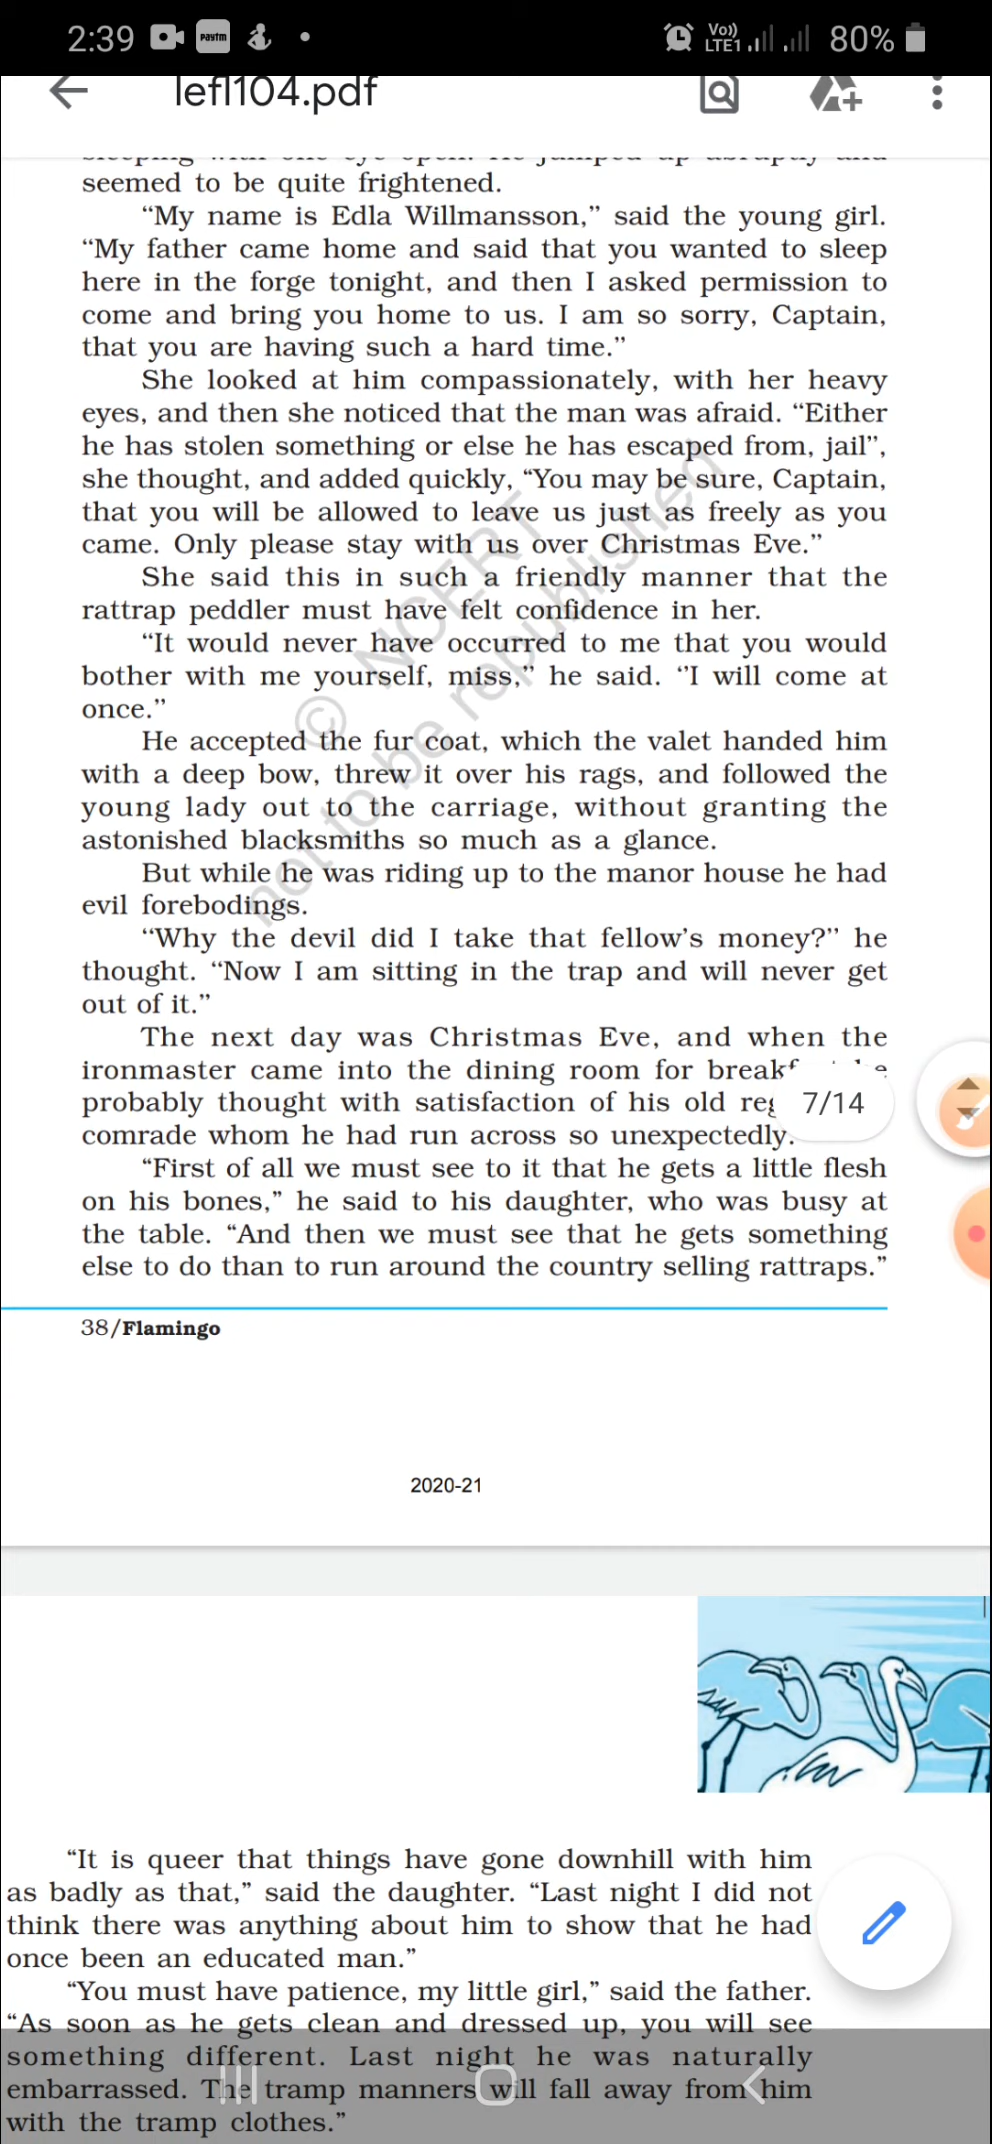 2:39 Paytm Vo)) LTE1 80%
lefl104.pdf
seemed to be quite frightened.
“My name is Edla Willmansson,” said the young girl.
“My father came home and said that you wanted to sleep
here in the forge tonight, and then I asked permission to
come and bring you home to us. I am so sorry, Captain,
that you are having such a hard time.”
She looked at him compassionately, with her heavy
eyes, and then she noticed that the man was afraid. “Either
he has stolen something or else he has escaped from, jail”,
she thought, and added quickly, “You may be sure, Captain,
that you will be allowed to leave us just as freely as you
came. Only please stay with us over Christmas Eve.”
She said this in such a friendly manner that the
rattrap peddler must have felt confidence in her.
“It would never have occurred to me that you would
bother with me yourself, miss,” he said. ‘’I will come at
once.”
He accepted the fur coat, which the valet handed him
with a deep bow, threw it over his rags, and followed the
young lady out to the carriage, without granting the
astonished blacksmiths so much as a glance.
But while he was riding up to the manor house he had
evil forebodings.
“Why the devil did I take that fellow’s money?” he
thought. “Now I am sitting in the trap and will never get
out of it.”
The next day was Christmas Eve, and when the
ironmaster came into the dining room for
probably thought with satisfaction of his old 7/14
comrade whom he had run across so unexpectedly.
“First of all we must see to it that he gets a little flesh
on his bones,” he said to his daughter, who was busy at
the table. “And then we must see that he gets something
else to do than to run around the country selling rattraps.”
© NCERT
not to be republished
38/Flamingo
2020-21
“It is queer that things have gone downhill with him
as badly as that,” said the daughter. “Last night I did not
think there was anything about him to show that he had
once been an educated man.”
“You must have patience, my little girl,” said the father.
“As soon as he gets clean and dressed up, you will see
something different. Last night he was naturally
embarrassed. The tramp manners will fall away from him
with the tramp clothes.”